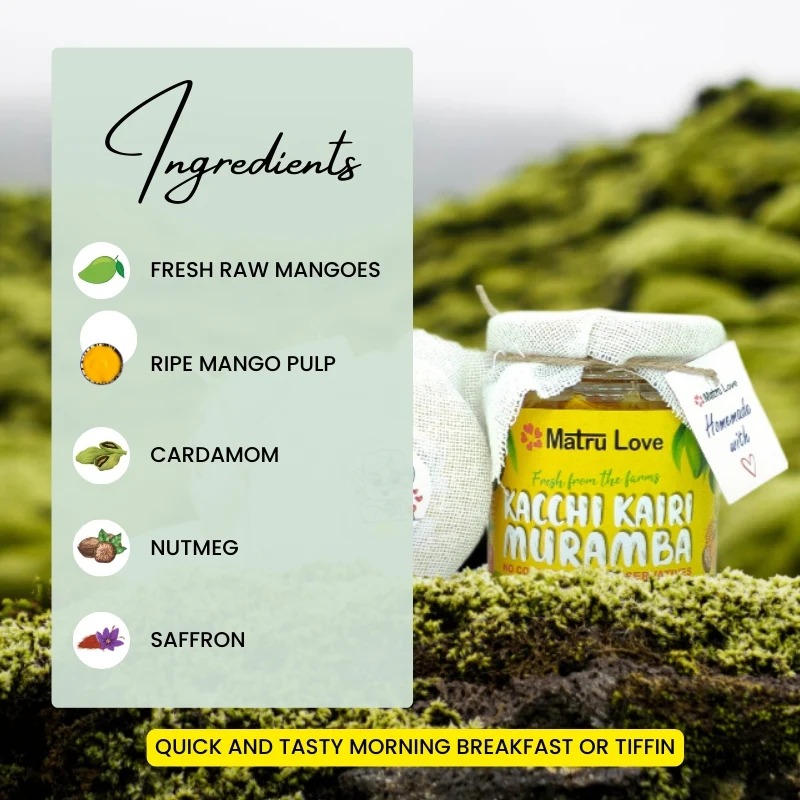 Ingredients
FRESH RAW MANGOES
RIPE MANGO PULP
CARDAMOM
NUTMEG
SAFFRON
Matru Love
Homemade
with
Matru Love
Fresh from the farms
KACCHI KAIRI
MURAMBA
QUICK AND TASTY MORNING BREAKFAST OR TIFFIN